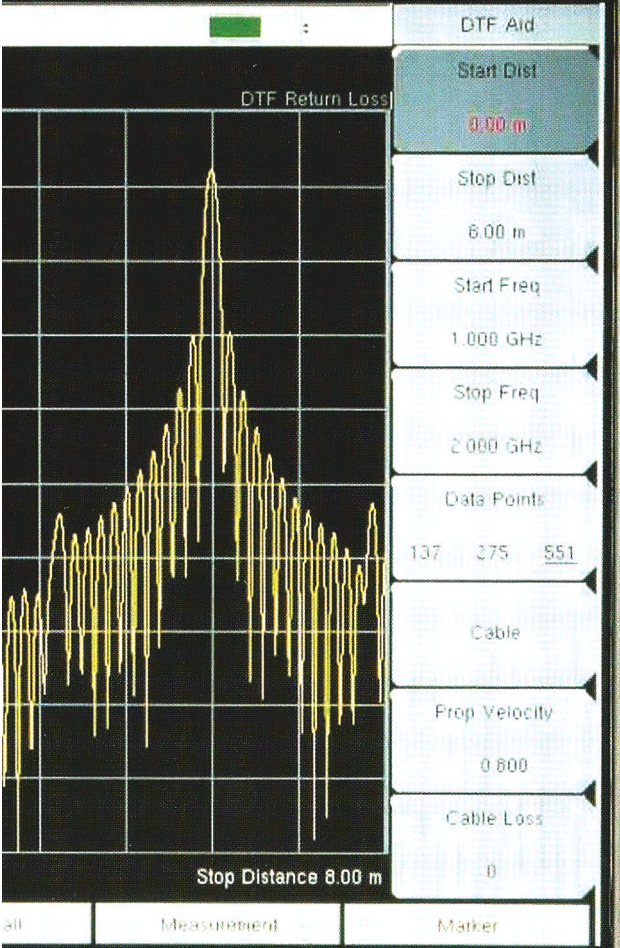 DTF Aid
DTF Return Loss
Start Dist
0.00 m
Stop Dist
6.00 m
Start Freq
1.000 GHz
Stop Freq
2.000 GHz
Data Points
137 275 551
Cable
Prop Velocity
0.800
Cable Loss
0
Stop Distance 8.00 m
all
Measurement
Marker